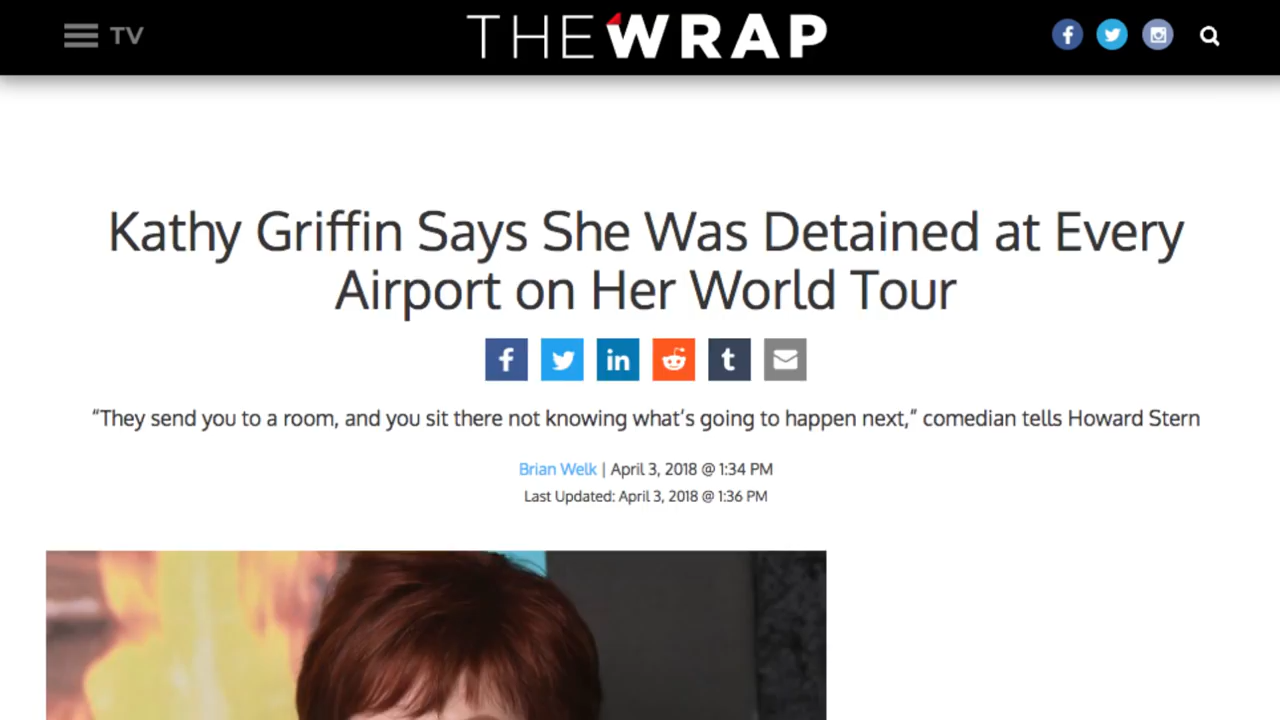 TV
THE WRAP
Kathy Griffin Says She Was Detained at Every
Airport on Her World Tour
“They send you to a room, and you sit there not knowing what’s going to happen next,” comedian tells Howard Stern
Brian Welk | April 3, 2018 @ 1:34 PM
Last Updated: April 3, 2018 @ 1:36 PM